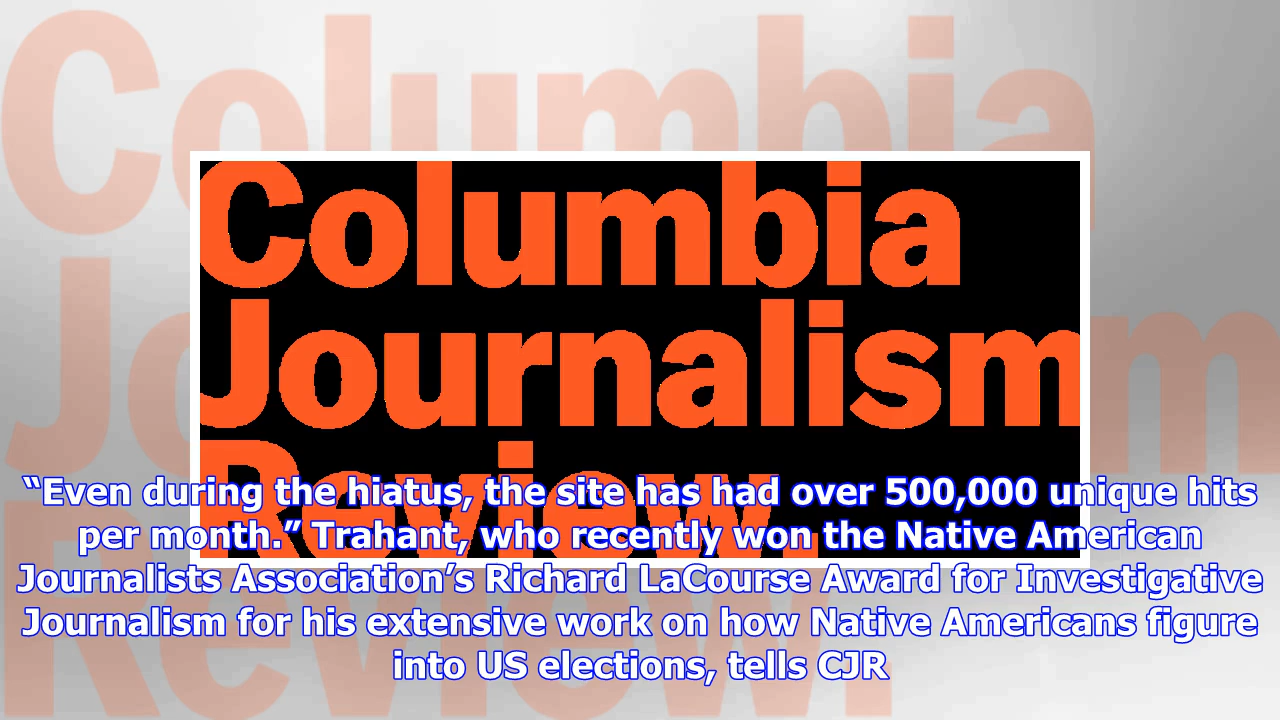 Columbia
Journalism
Review.
“Even during the hiatus, the site has had over 500,000 unique hits
per month.” Trahant, who recently won the Native American
Journalists Association’s Richard LaCourse Award for Investigative
Journalism for his extensive work on how Native Americans figure
into US elections, tells CJR